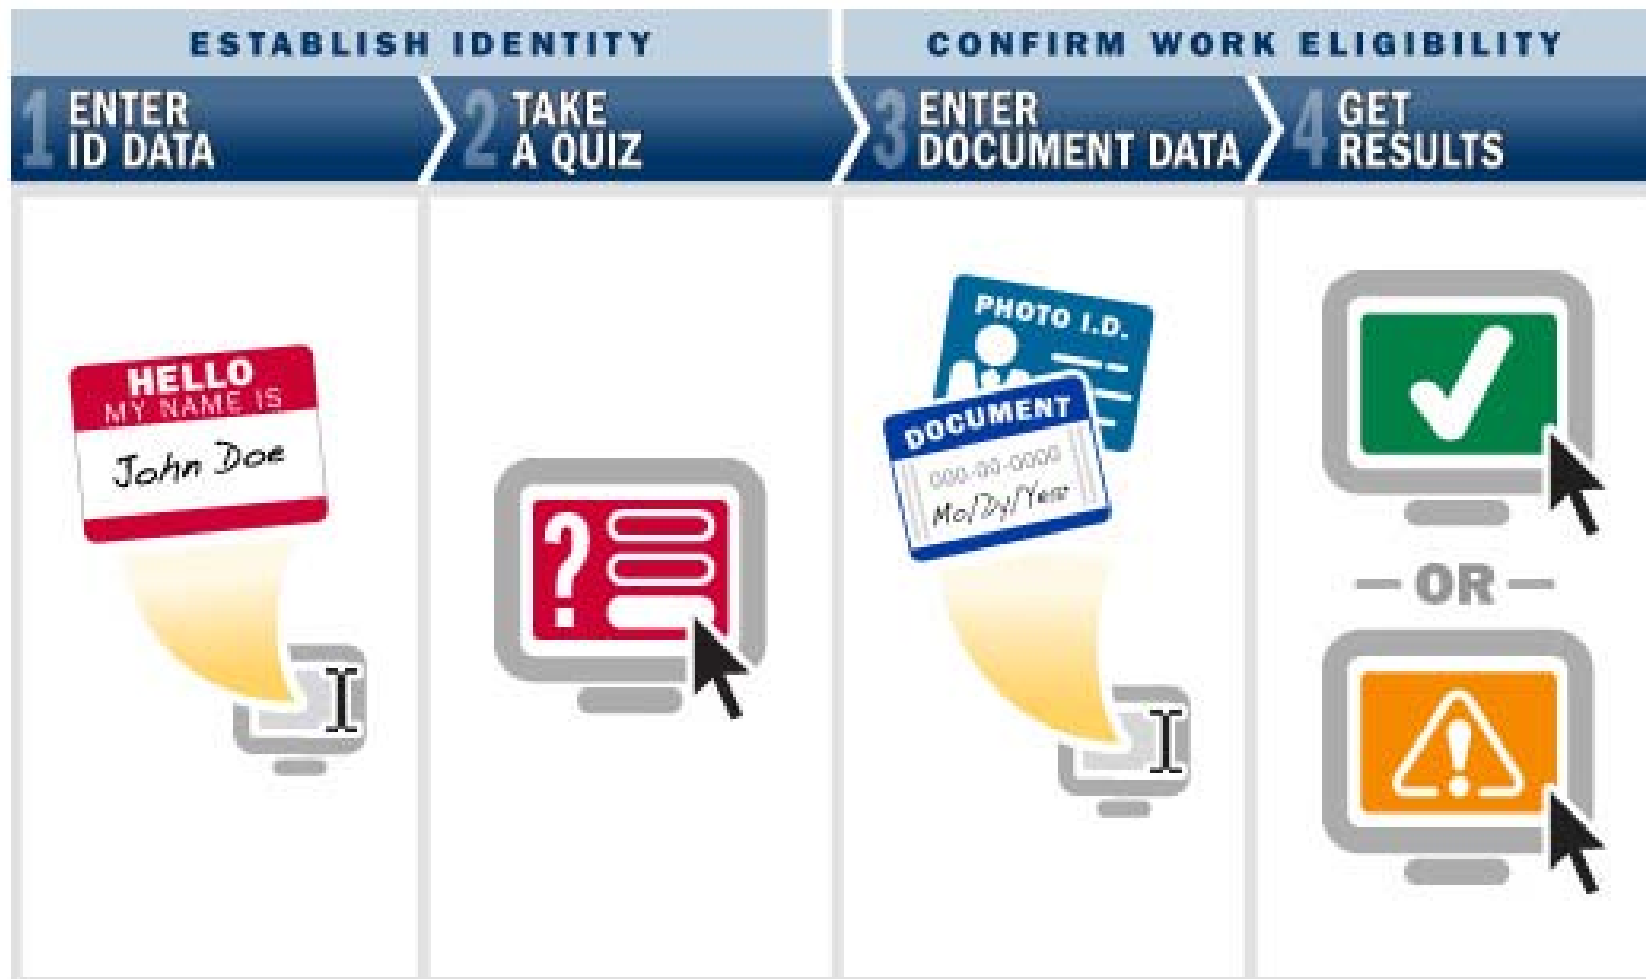 ESTABLISH IDENTITY
CONFIRM WORK ELIGIBILITY
1 ENTER
ID DATA
2 TAKE
A QUIZ
3 ENTER
DOCUMENT DATA
4 GET
RESULTS
HELLO
MY NAME IS
John Doe
?
PHOTO I.D.
DOCUMENT
000-00-0000
Mo/Dy/Year
— OR —
!